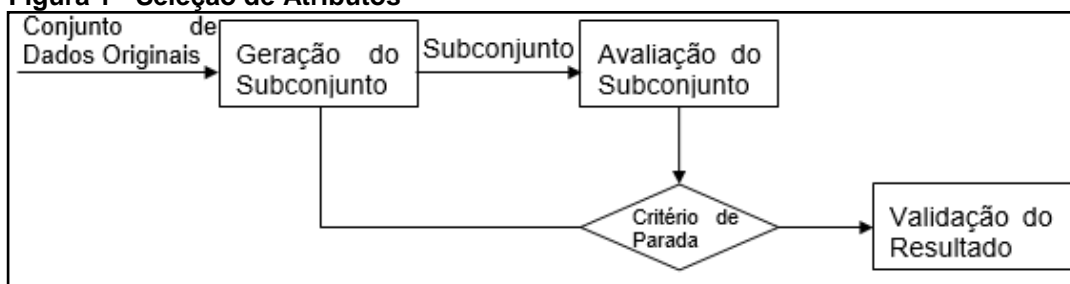 Figura 1 - Seleção de Atributos
Conjunto de
Dados Originais
Geração do
Subconjunto
Subconjunto
Avaliação do
Subconjunto
Critério de
Parada
Validação do
Resultado